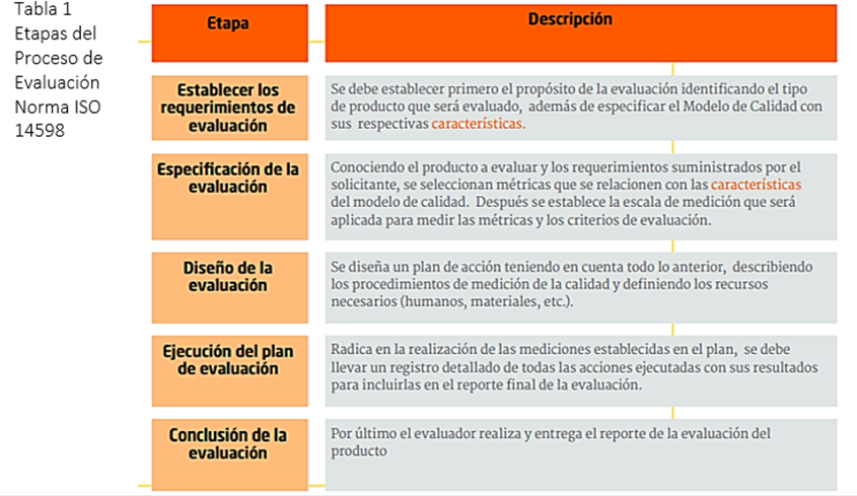 Tabla 1
Etapas del
Proceso de
Evaluación
Norma ISO
14598
Etapa
Descripción
Establecer los
requerimientos de
evaluación
Se debe establecer primero el propósito de la evaluación identificando el tipo
de producto que será evaluado, además de especificar el Modelo de Calidad con
sus respectivas características.
Especificación de la
evaluación
Conociendo el producto a evaluar y los requerimientos suministrados por el
solicitante, se seleccionan métricas que se relacionen con las características
del modelo de calidad. Después se establece la escala de medición que será
aplicada para medir las métricas y los criterios de evaluación.
Diseño de la
evaluación
Se diseña un plan de acción teniendo en cuenta todo lo anterior, describiendo
los procedimientos de medición de la calidad y definiendo los recursos
necesarios (humanos, materiales, etc.).
Ejecución del plan
de evaluación
Radica en la realización de las mediciones establecidas en el plan, se debe
llevar un registro detallado de todas las acciones ejecutadas con sus resultados
para incluirlas en el reporte final de la evaluación.
Conclusión de la
evaluación
Por último el evaluador realiza y entrega el reporte de la evaluación del
producto